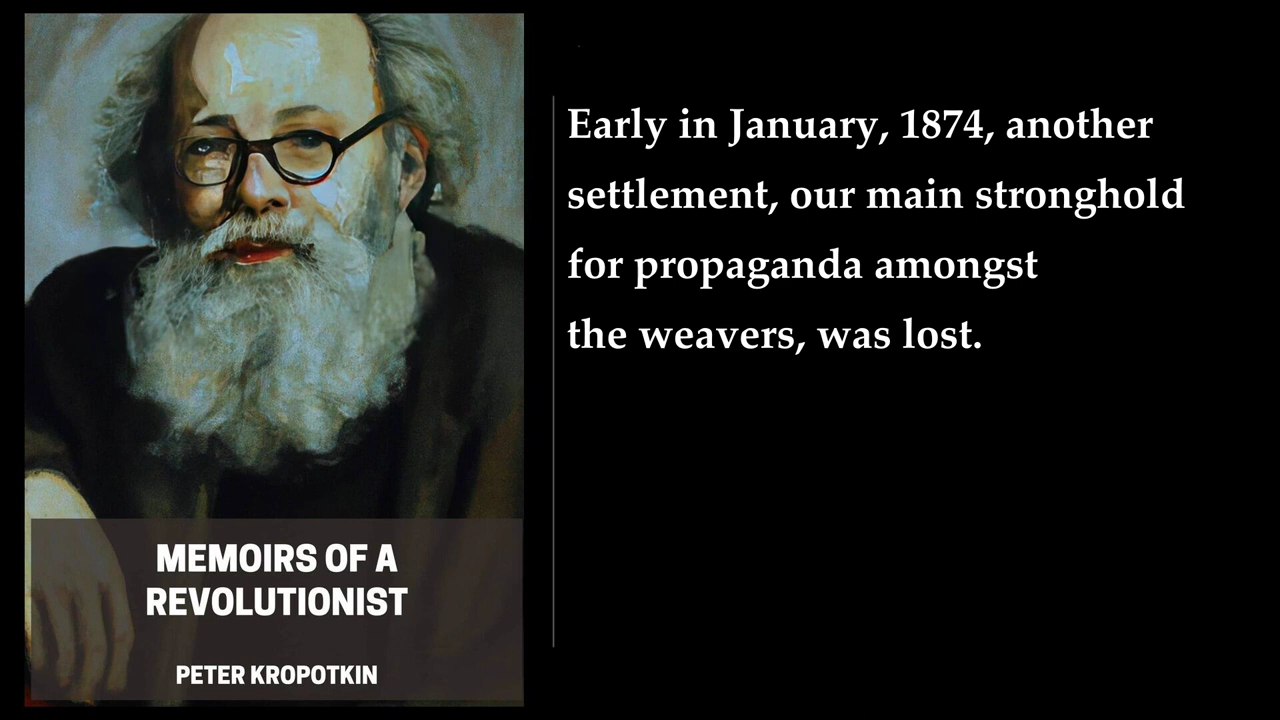 MEMOIRS OF A
REVOLUTIONIST
PETER KROPOTKIN
Early in January, 1874, another
settlement, our main stronghold
for propaganda amongst
the weavers, was lost.